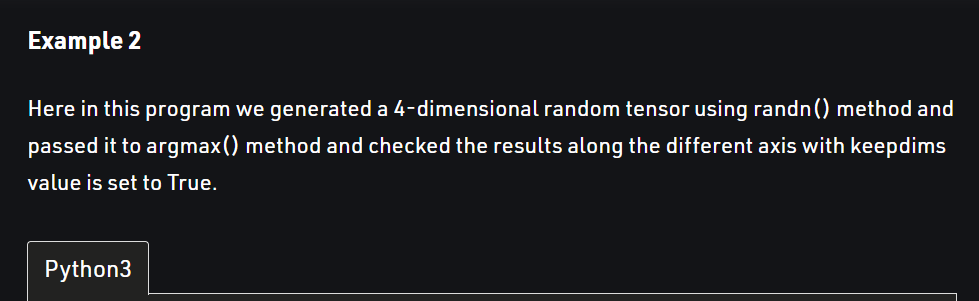 Example 2
Here in this program we generated a 4-dimensional random tensor using randn() method and
passed it to argmax() method and checked the results along the different axis with keepdims
value is set to True.
Python3